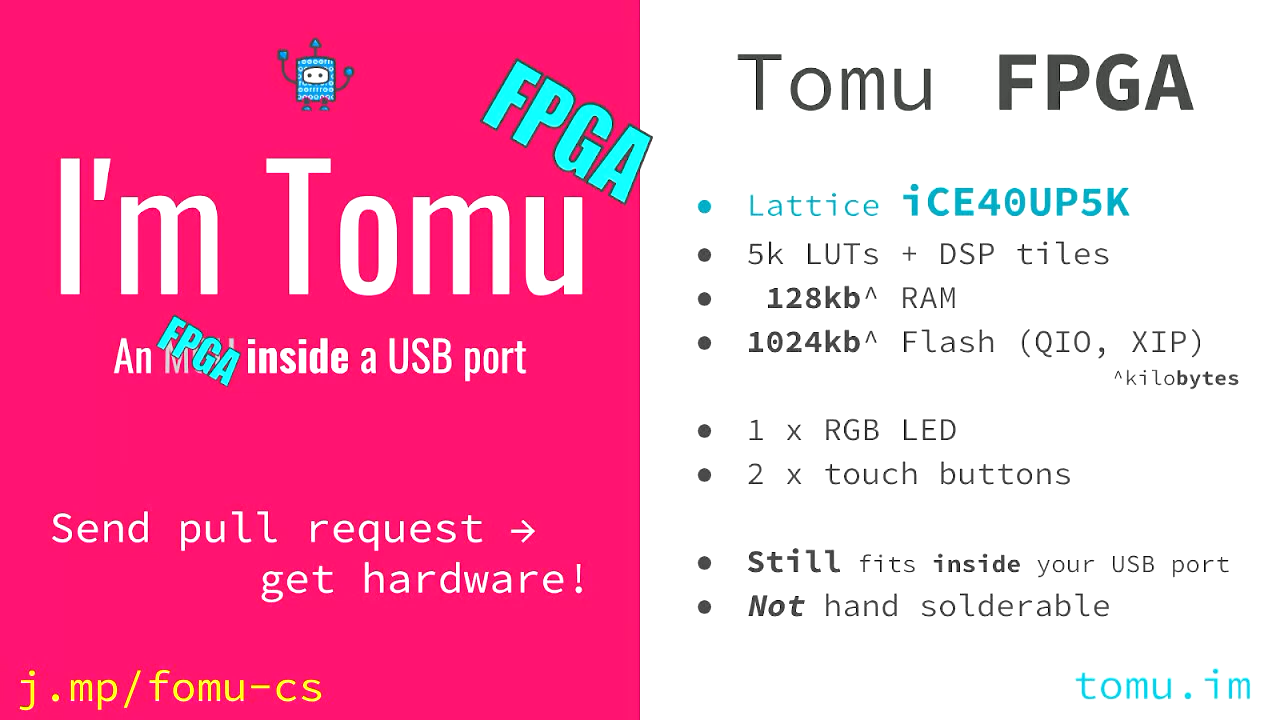 FPGA
I'm Tomu
An FPGA inside a USB port
Send pull request →
get hardware!
j.mp/fomu-cs
Tomu FPGA
● Lattice iCE40UP5K
● 5k LUTs + DSP tiles
● 128kb^ RAM
● 1024kb^ Flash (QIO, XIP)
^kilobytes
● 1 x RGB LED
● 2 x touch buttons
● Still fits inside your USB port
● Not hand solderable
tomu.im